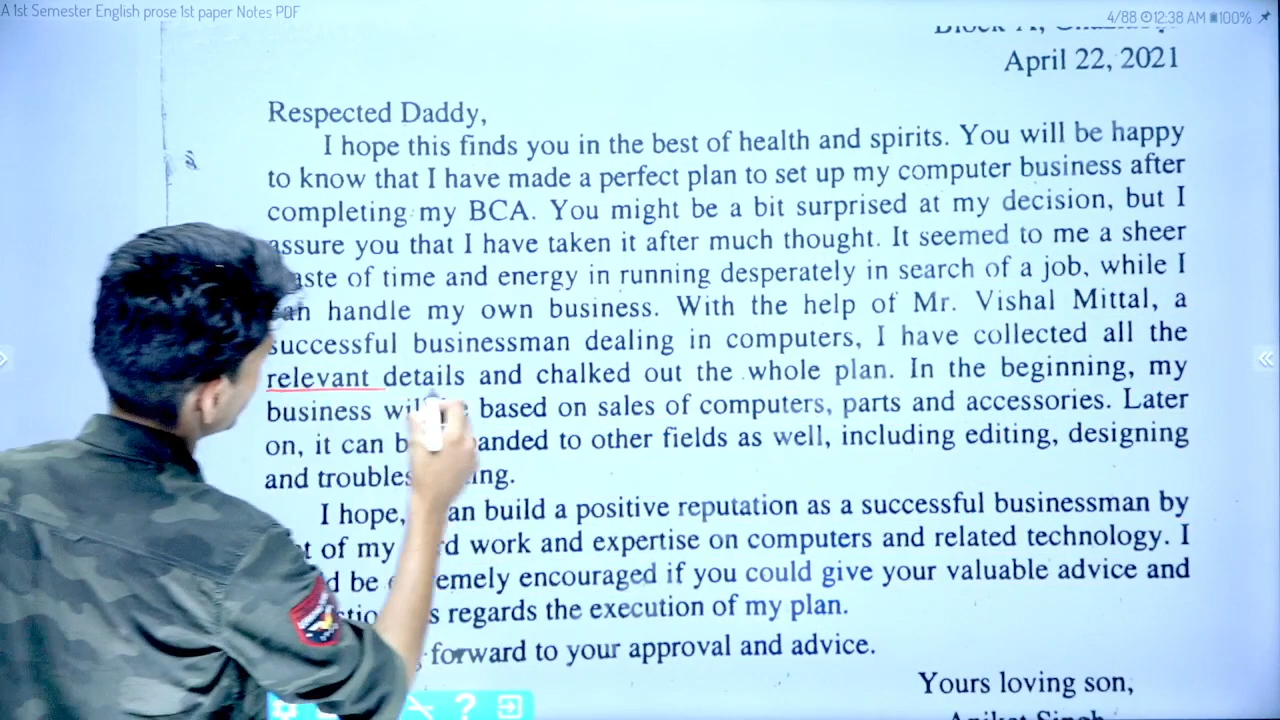 A 1st Semester English prose 1st paper Notes PDF
4/88 12:38 AM 100%
April 22, 2021
Respected Daddy,
I hope this finds you in the best of health and spirits. You will be happy
to know that I have made a perfect plan to set up my computer business after
completing my BCA. You might be a bit surprised at my decision, but I
assure you that I have taken it after much thought. It seemed to me a sheer
aste of time and energy in running desperately in search of a job, while I
an handle my own business. With the help of Mr. Vishal Mittal, a
successful businessman dealing in computers, I have collected all the
relevant details and chalked out the whole plan. In the beginning, my
business based on sales of computers, parts and accessories. Later
on, it can anded to other fields as well, including editing, designing
and troubles ing.
I hope, an build a positive reputation as a successful businessman by
t of my rd work and expertise on computers and related technology. I
d be emely encouraged if you could give your valuable advice and
s regards the execution of my plan.
forward to your approval and advice.
Yours loving son,